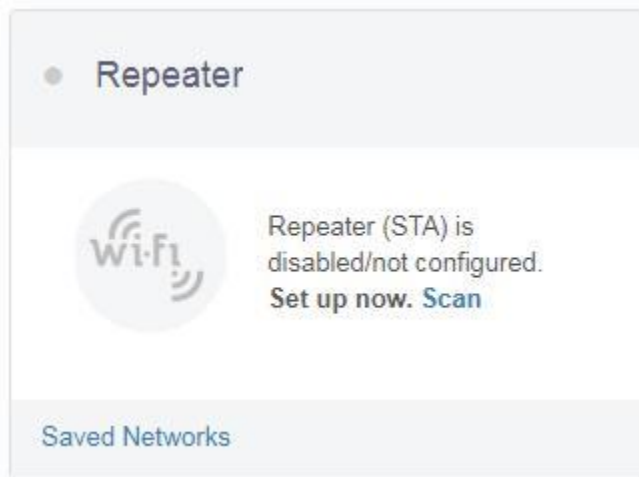 Repeater
Wi-Fi
Repeater (STA) is
disabled/not configured.
Set up now. Scan
Saved Networks